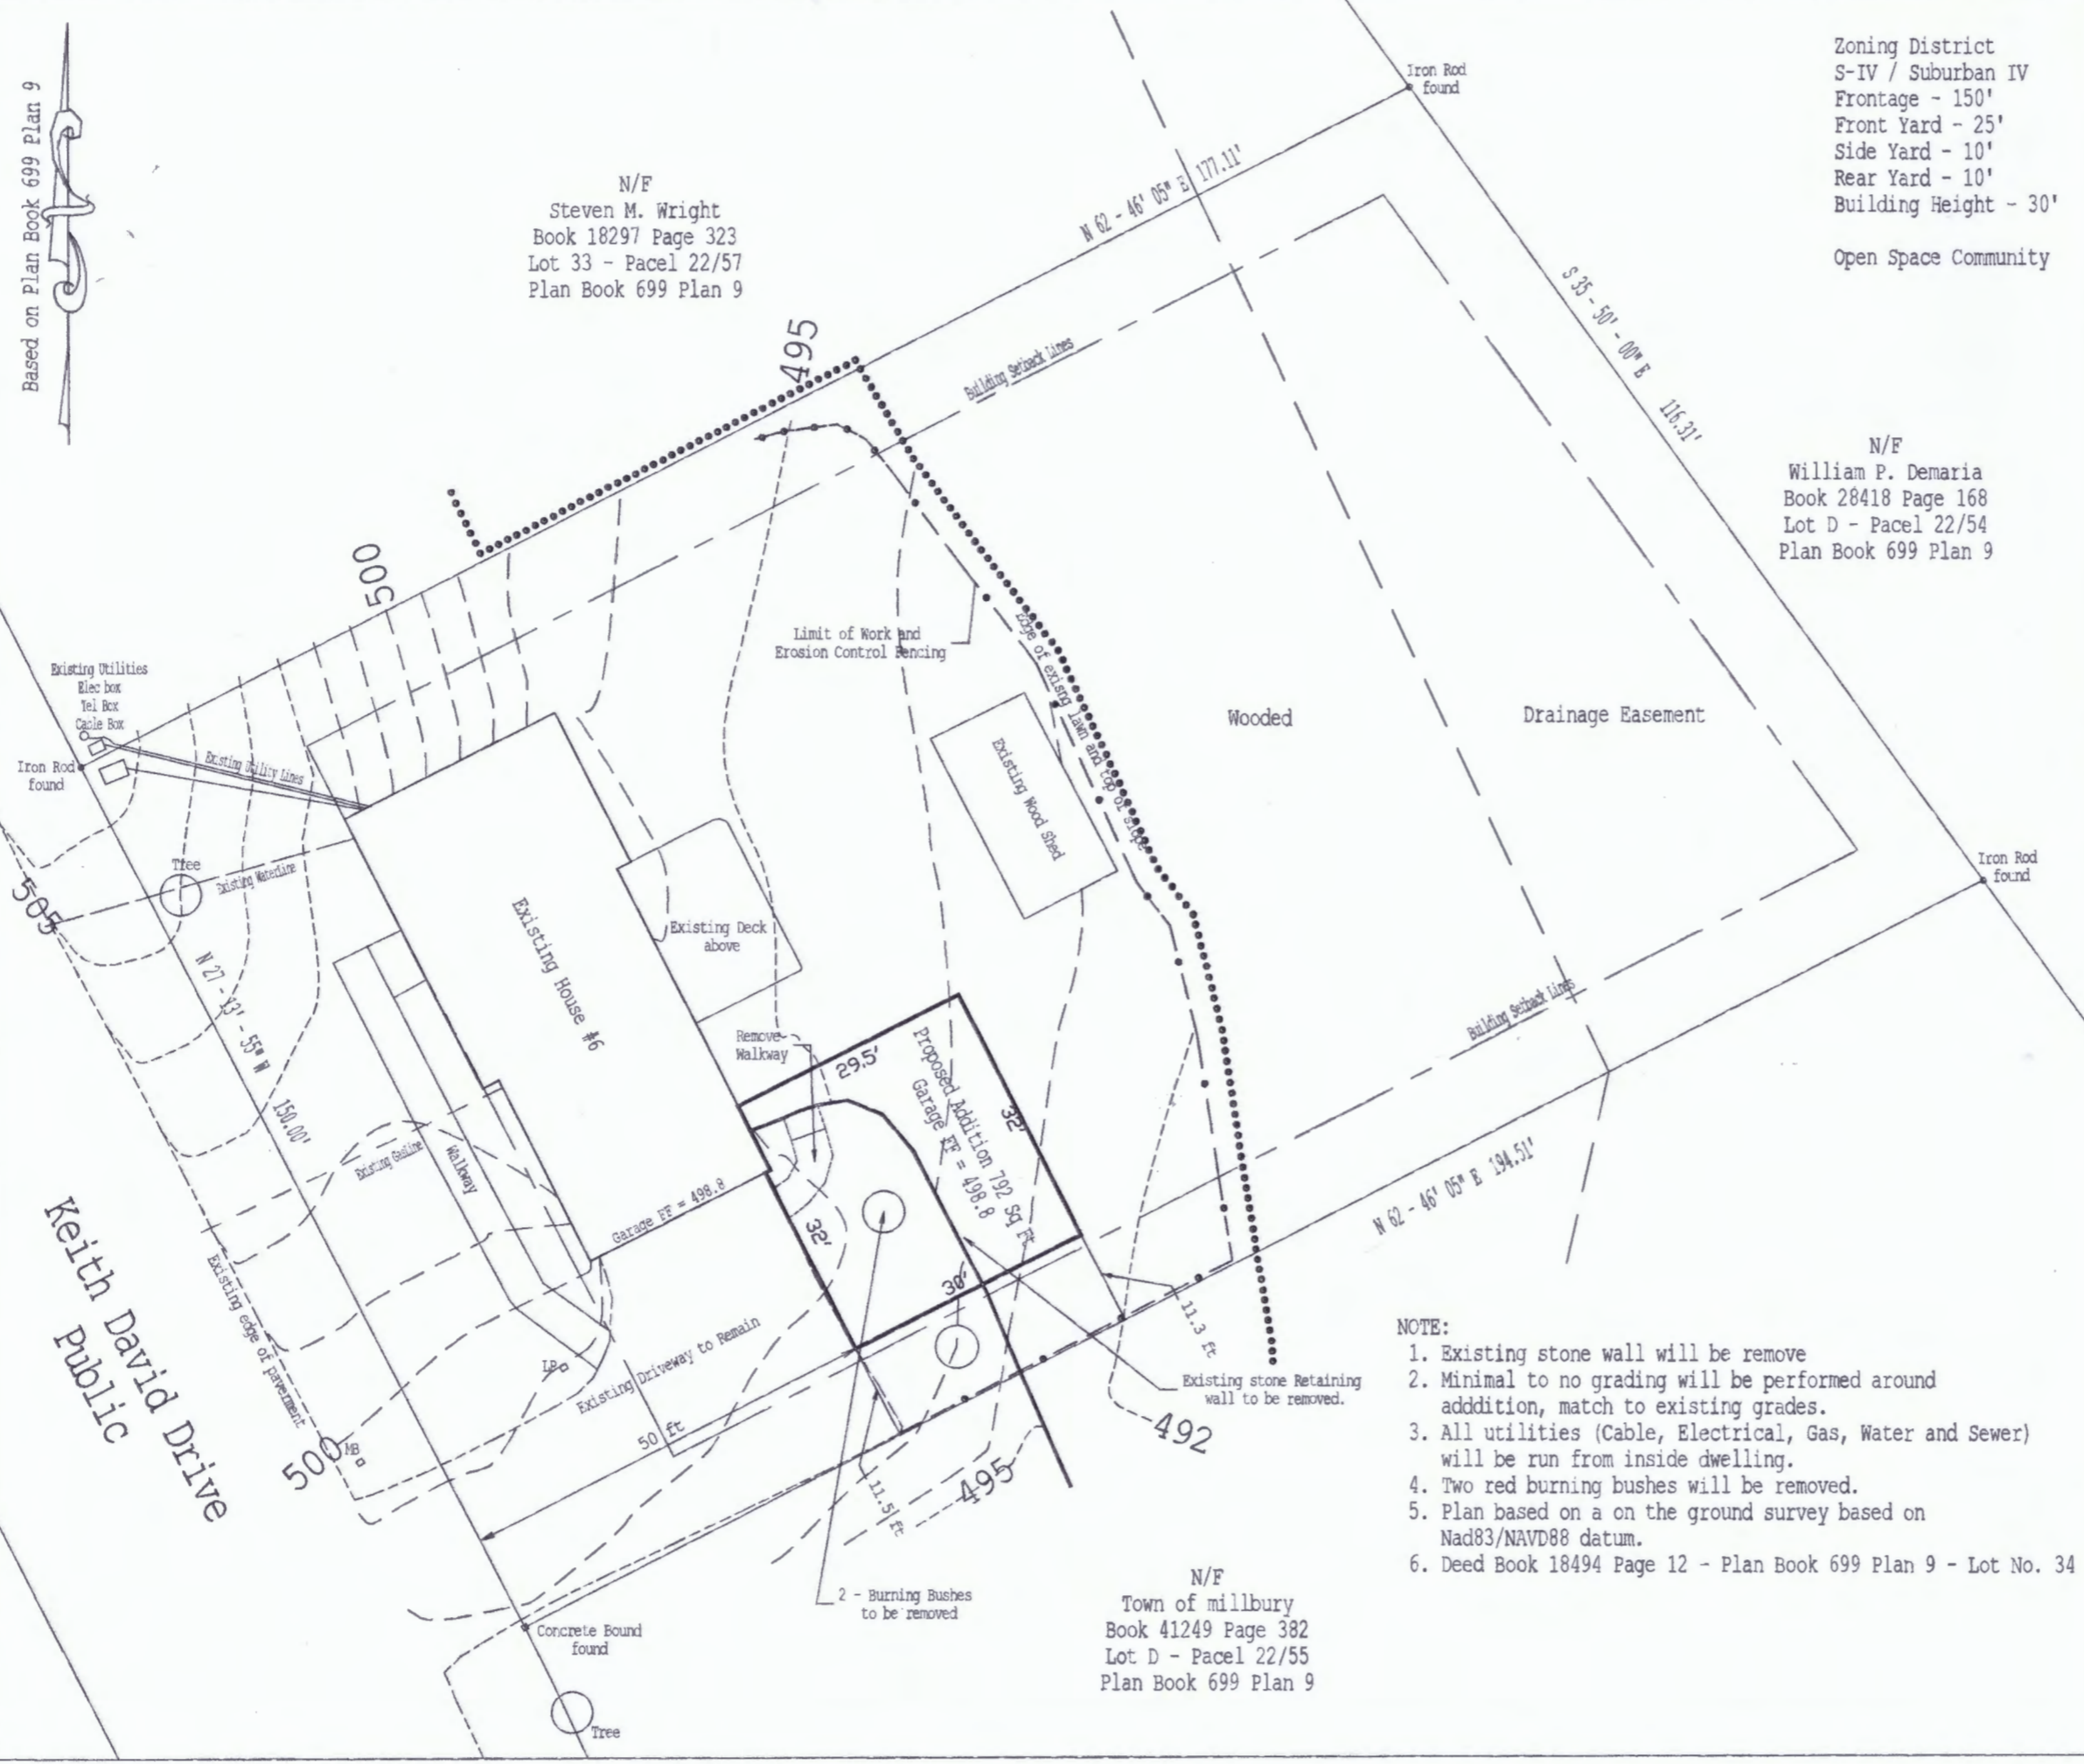 Based on Plan Book 699 Plan 9
Zoning District
S-IV / Suburban IV
Frontage - 150'
Front Yard - 25'
Side Yard - 10'
Rear Yard - 10'
Building Height - 30'
Open Space Community
Iron Rod
found
N/F
Steven M. Wright
Book 18297 Page 323
Lot 33 - Pacel 22/57
Plan Book 699 Plan 9
N 62 - 46' 05" E 177.11'
S 35 - 50' - 00" E 116.31'
495
Building Setback Lines
N/F
William P. Demaria
Book 28418 Page 168
Lot D - Pacel 22/54
Plan Book 699 Plan 9
500
Limit of Work and
Erosion Control Fencing
Edge of exisng lawn and top of slope
Wooded
Drainage Easement
Existing Utilities
Elec box
Tel Box
Cable Box
Iron Rod
found
Existing Utility Lines
Existing Wood Shed
Tree
Existing Waterline
505
Iron Rod
found
Existing House #6
Existing Deck
above
N 27 - 13' - 55" W 150.00'
Remove
Walkway
29.5'
Proposed Addition 792 Sq Ft
Garage FF = 498.8
32'
Building Setback Lines
Existing Gasline
Walkway
Garage FF = 498.8
32'
30'
N 62 - 46' 05" E 194.51'
Keith David Drive
Public
Existing edge of pavement
LP
Existing Driveway to Remain
11.3 ft
Existing stone Retaining
wall to be removed.
50 ft
500
MB
492
495
11.5 ft
NOTE:
1. Existing stone wall will be remove
2. Minimal to no grading will be performed around
adddition, match to existing grades.
3. All utilities (Cable, Electrical, Gas, Water and Sewer)
will be run from inside dwelling.
4. Two red burning bushes will be removed.
5. Plan based on a on the ground survey based on
Nad83/NAVD88 datum.
6. Deed Book 18494 Page 12 - Plan Book 699 Plan 9 - Lot No. 34
2 - Burning Bushes
to be removed
N/F
Town of millbury
Book 41249 Page 382
Lot D - Pacel 22/55
Plan Book 699 Plan 9
Concrete Bound
found
Tree